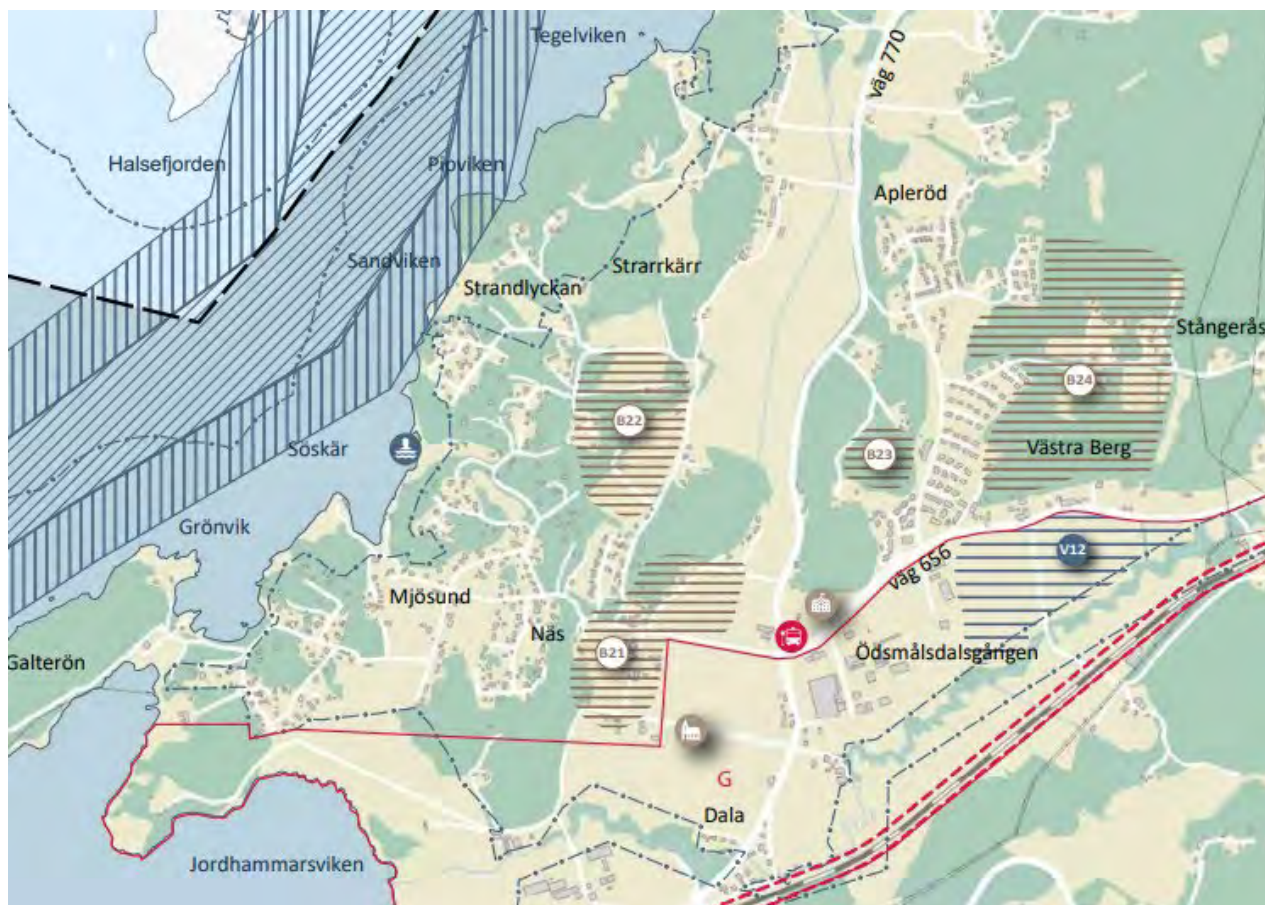 Tegelviken
väg 770
Halsefjorden
Pipviken
Apleröd
Sandviken
Strarrkärr
Strandlyckan
Stångerås
B24
B22
Söskär
B23
Västra Berg
Grönvik
V12
väg 656
Mjösund
Näs
B21
Ödsmålsdalsgången
Galterön
G
Dala
Jordhammarsviken